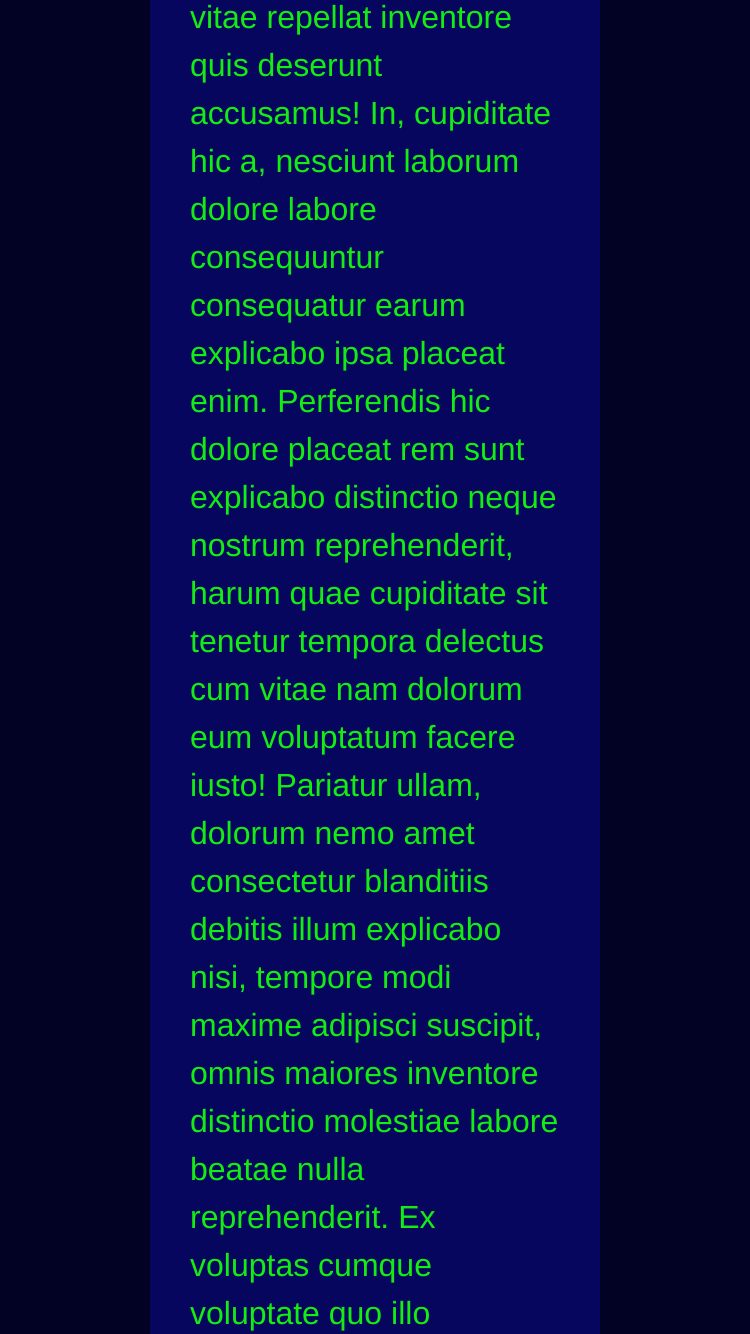 vitae repellat inventore
quis deserunt
accusamus! In, cupiditate
hic a, nesciunt laborum
dolore labore
consequuntur
consequatur earum
explicabo ipsa placeat
enim. Perferendis hic
dolore placeat rem sunt
explicabo distinctio neque
nostrum reprehenderit,
harum quae cupiditate sit
tenetur tempora delectus
cum vitae nam dolorum
eum voluptatum facere
iusto! Pariatur ullam,
dolorum nemo amet
consectetur blanditiis
debitis illum explicabo
nisi, tempore modi
maxime adipisci suscipit,
omnis maiores inventore
distinctio molestiae labore
beatae nulla
reprehenderit. Ex
voluptas cumque
voluptate quo illo